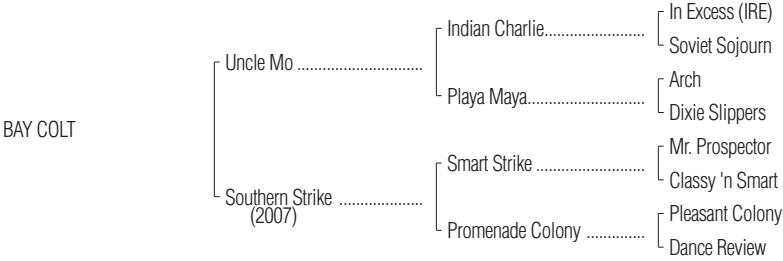 In Excess (IRE)
Indian Charlie.......................
Soviet Sojourn
Uncle Mo .............................
Arch
Playa Maya...........................
Dixie Slippers
BAY COLT
Mr. Prospector
Smart Strike ........................
Classy 'n Smart
Southern Strike ....................
(2007)
Pleasant Colony
Promenade Colony ..............
Dance Review